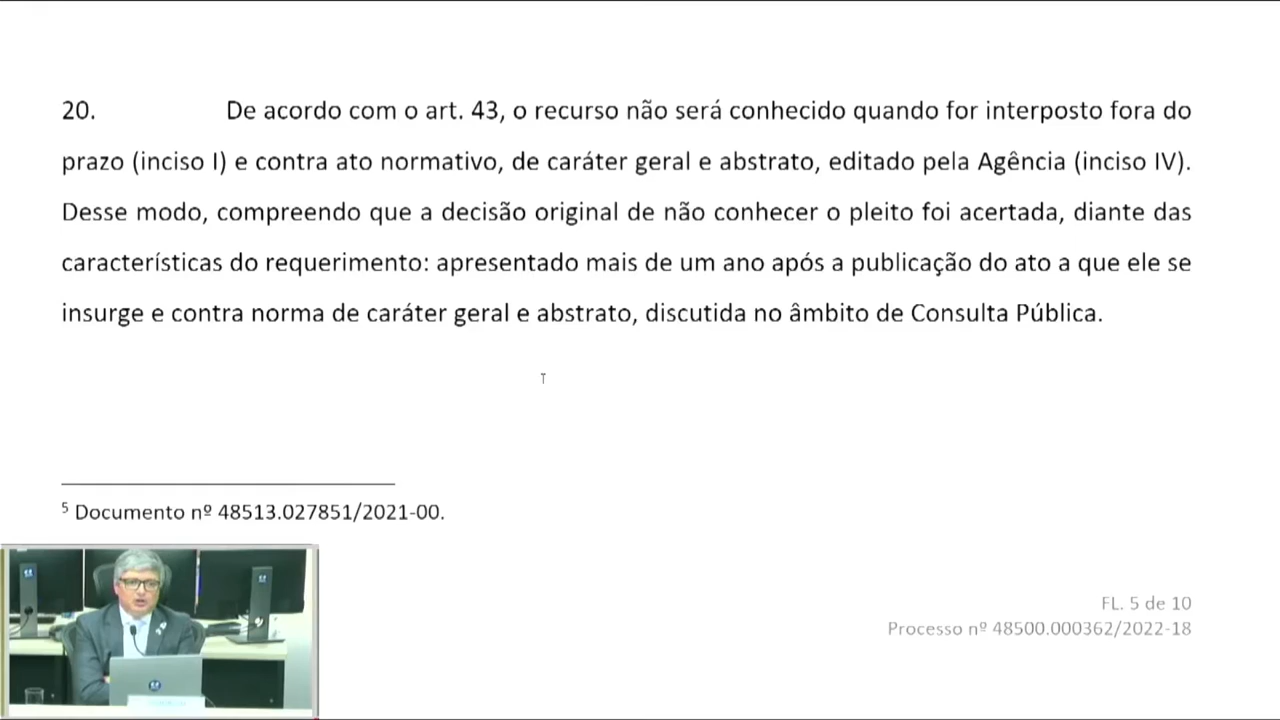 20. De acordo com o art. 43, o recurso não será conhecido quando for interposto fora do
prazo (inciso I) e contra ato normativo, de caráter geral e abstrato, editado pela Agência (inciso IV).
Desse modo, compreendo que a decisão original de não conhecer o pleito foi acertada, diante das
características do requerimento: apresentado mais de um ano após a publicação do ato a que ele se
insurge e contra norma de caráter geral e abstrato, discutida no âmbito de Consulta Pública.
5 Documento nº 48513.027851/2021-00.
FL. 5 de 10
Processo nº 48500.000362/2022-18